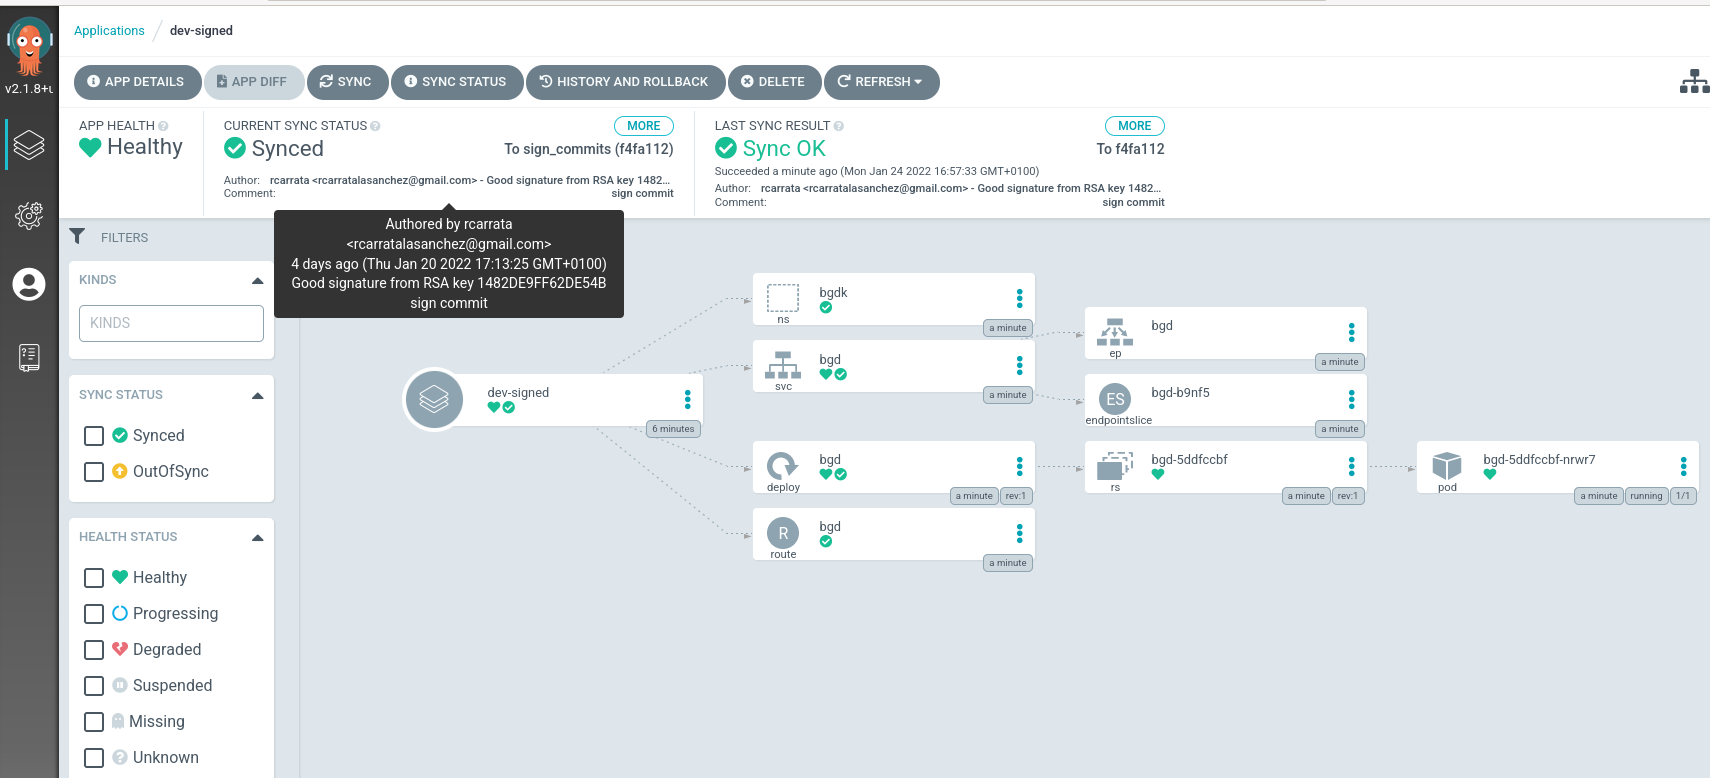 Applications / dev-signed
v2.1.8+
APP DETAILS
APP DIFF
SYNC
SYNC STATUS
HISTORY AND ROLLBACK
DELETE
REFRESH
APP HEALTH
Healthy
CURRENT SYNC STATUS
MORE
Synced
To sign_commits (f4fa112)
Author: rcarrata <rcarratalasanchez@gmail.com> - Good signature from RSA key 1482...
Comment: sign commit
LAST SYNC RESULT
MORE
Sync OK
To f4fa112
Succeeded a minute ago (Mon Jan 24 2022 16:57:33 GMT+0100)
Author: rcarrata <rcarratalasanchez@gmail.com> - Good signature from RSA key 1482...
Comment: sign commit
Authored by rcarrata
<rcarratalasanchez@gmail.com>
4 days ago (Thu Jan 20 2022 17:13:25 GMT+0100)
Good signature from RSA key 1482DE9FF62DE54B
sign commit
FILTERS
KINDS
KINDS
SYNC STATUS
Synced
OutOfSync
HEALTH STATUS
Healthy
Progressing
Degraded
Suspended
Missing
Unknown
dev-signed
6 minutes
bgdk
ns
a minute
bgd
svc
a minute
bgd
deploy
a minute
rev:1
R
bgd
route
a minute
bgd
ep
a minute
ES
bgd-b9nf5
endpointslice
a minute
bgd-5ddfccbf
rs
a minute
rev:1
bgd-5ddfccbf-nrwr7
pod
a minute
running
1/1